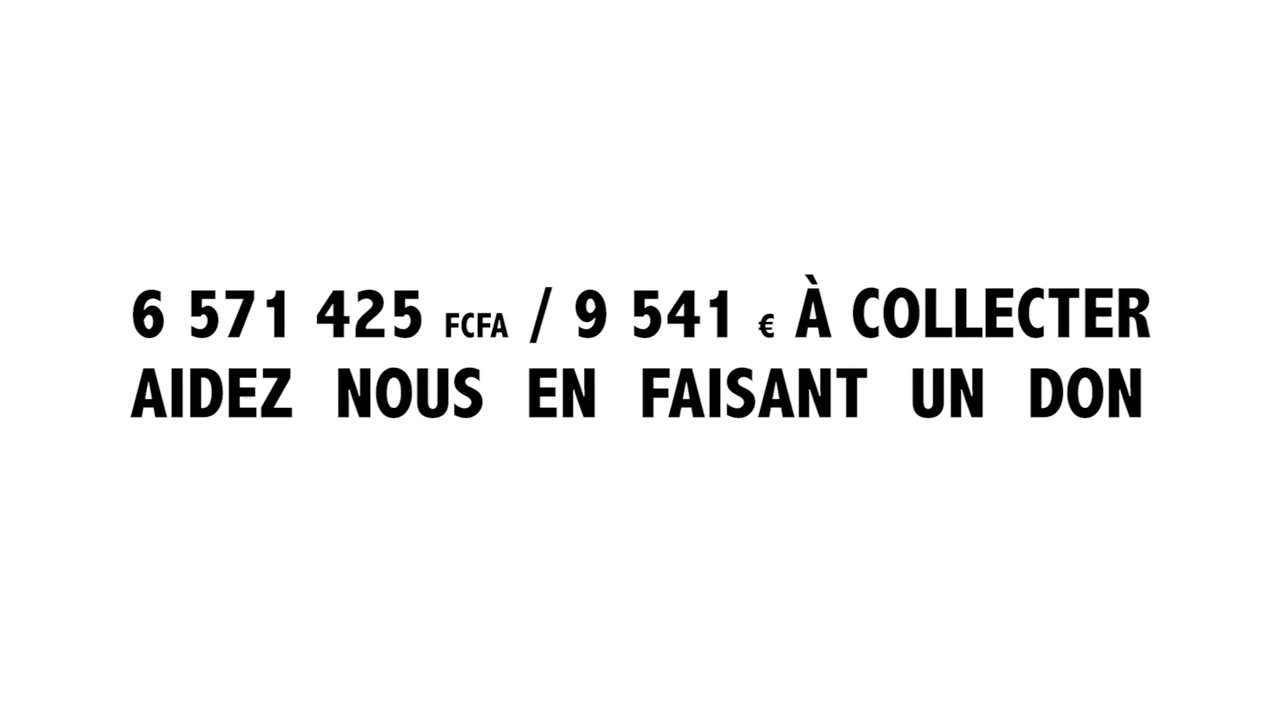 6 571 425 FCFA / 9 541 € À COLLECTER
AIDEZ NOUS EN FAISANT UN DON